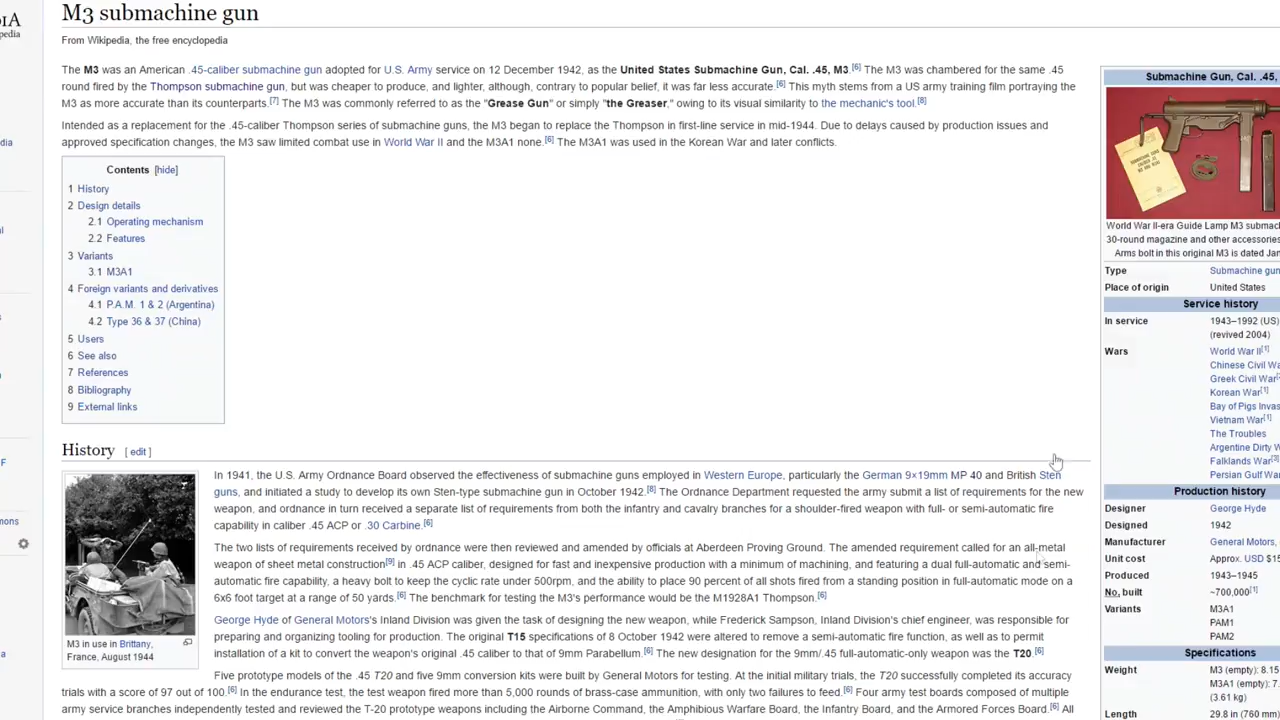 M3 submachine gun
From Wikipedia, the free encyclopedia
The M3 was an American .45-caliber submachine gun adopted for U.S. Army service on 12 December 1942, as the United States Submachine Gun, Cal. .45, M3.[6] The M3 was chambered for the same .45
round fired by the Thompson submachine gun, but was cheaper to produce, and lighter, although, contrary to popular belief, it was far less accurate.[6] This myth stems from a US army training film portraying the
M3 as more accurate than its counterparts.[7] The M3 was commonly referred to as the "Grease Gun" or simply "the Greaser," owing to its visual similarity to the mechanic's tool.[8]
Intended as a replacement for the .45-caliber Thompson series of submachine guns, the M3 began to replace the Thompson in first-line service in mid-1944. Due to delays caused by production issues and
approved specification changes, the M3 saw limited combat use in World War II and the M3A1 none.[6] The M3A1 was used in the Korean War and later conflicts.
Contents [hide]
1 History
2 Design details
2.1 Operating mechanism
2.2 Features
3 Variants
3.1 M3A1
4 Foreign variants and derivatives
4.1 P.A.M. 1 & 2 (Argentina)
4.2 Type 36 & 37 (China)
5 Users
6 See also
7 References
8 Bibliography
9 External links
History [ edit ]
In 1941, the U.S. Army Ordnance Board observed the effectiveness of submachine guns employed in Western Europe, particularly the German 9×19mm MP 40 and British Sten
guns, and initiated a study to develop its own Sten-type submachine gun in October 1942.[8] The Ordnance Department requested the army submit a list of requirements for the new
weapon, and ordnance in turn received a separate list of requirements from both the infantry and cavalry branches for a shoulder-fired weapon with full- or semi-automatic fire
capability in caliber .45 ACP or .30 Carbine.[6]
The two lists of requirements received by ordnance were then reviewed and amended by officials at Aberdeen Proving Ground. The amended requirement called for an all-metal
weapon of sheet metal construction[9] in .45 ACP caliber, designed for fast and inexpensive production with a minimum of machining, and featuring a dual full-automatic and semi-
automatic fire capability, a heavy bolt to keep the cyclic rate under 500rpm, and the ability to place 90 percent of all shots fired from a standing position in full-automatic mode on a
6x6 foot target at a range of 50 yards.[6] The benchmark for testing the M3's performance would be the M1928A1 Thompson.[6]
George Hyde of General Motors's Inland Division was given the task of designing the new weapon, while Frederick Sampson, Inland Division's chief engineer, was responsible for
preparing and organizing tooling for production. The original T15 specifications of 8 October 1942 were altered to remove a semi-automatic fire function, as well as to permit
installation of a kit to convert the weapon's original .45 caliber to that of 9mm Parabellum.[6] The new designation for the 9mm/.45 full-automatic-only weapon was the T20.[6]
Five prototype models of the .45 T20 and five 9mm conversion kits were built by General Motors for testing. At the initial military trials, the T20 successfully completed its accuracy
trials with a score of 97 out of 100.[6] In the endurance test, the test weapon fired more than 5,000 rounds of brass-case ammunition, with only two failures to feed.[6] Four army test boards composed of multiple
army service branches independently tested and reviewed the T-20 prototype weapons including the Airborne Command, the Amphibious Warfare Board, the Infantry Board, and the Armored Forces Board.[6] All
M3 in use in Brittany,
France, August 1944
Submachine Gun, Cal. .45,
World War II-era Guide Lamp M3 submac
30-round magazine and other accessories
Arms bolt in this original M3 is dated Jan
Type Submachine gun
Place of origin United States
Service history
In service 1943–1992 (US)
(revived 2004)
Wars World War II[1]
Chinese Civil Wa
Greek Civil War
Korean War[1]
Bay of Pigs Invas
Vietnam War[1]
The Troubles
Argentine Dirty W
Falklands War[3]
Persian Gulf War
Production history
Designer George Hyde
Designed 1942
Manufacturer General Motors,
Unit cost Approx. USD $15
Produced 1943–1945
No. built ~700,000[1]
Variants M3A1
PAM1
PAM2
Specifications
Weight M3 (empty): 8.15
M3A1 (empty): 7.
(3.61 kg)
Length 29.8 in (760 mm)